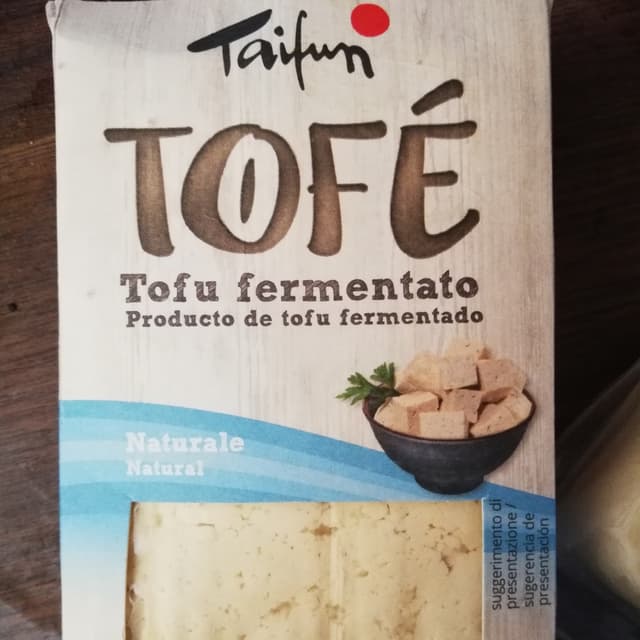 Taifun
TOFÉ
Tofu fermentato
Producto de tofu fermentado
Naturale
Natural
suggerimento di
presentazione /
sugerencia de
presentación